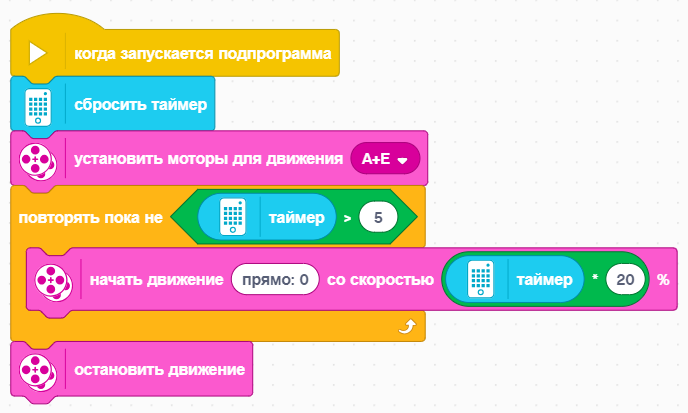 когда запускается подпрограмма
сбросить таймер
установить моторы для движения A+E
повторять пока не таймер > 5
начать движение прямо: 0 со скоростью таймер * 20 %
остановить движение